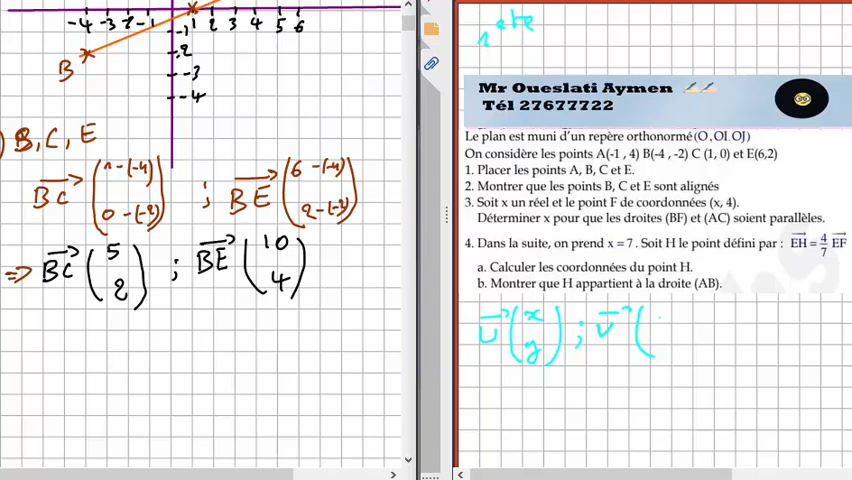 -4 -3 -2 -1 1 2 3 4 5 6
-1
-2
-3
-4
B
) B, C, E
BC (1-(-4) 0-(-2)) ; BE (6-(-4) 2-(-2))
=> BC (5 2) ; BE (10 4)
1 ere
Mr Oueslati Aymen ✍✍
Tél 27677722
Le plan est muni d'un repère orthonormé (O , OI, OJ)
On considère les points A(-1 , 4) B(-4 , -2) C (1, 0) et E(6,2)
1. Placer les points A, B, C et E.
2. Montrer que les points B, C et E sont alignés
3. Soit x un réel et le point F de coordonnées (x, 4).
Déterminer x pour que les droites (BF) et (AC) soient parallèles.
4. Dans la suite, on prend x = 7. Soit H le point défini par : EH = 4/7 EF
a. Calculer les coordonnées du point H.
b. Montrer que H appartient à la droite (AB).
U (x y) ; V (